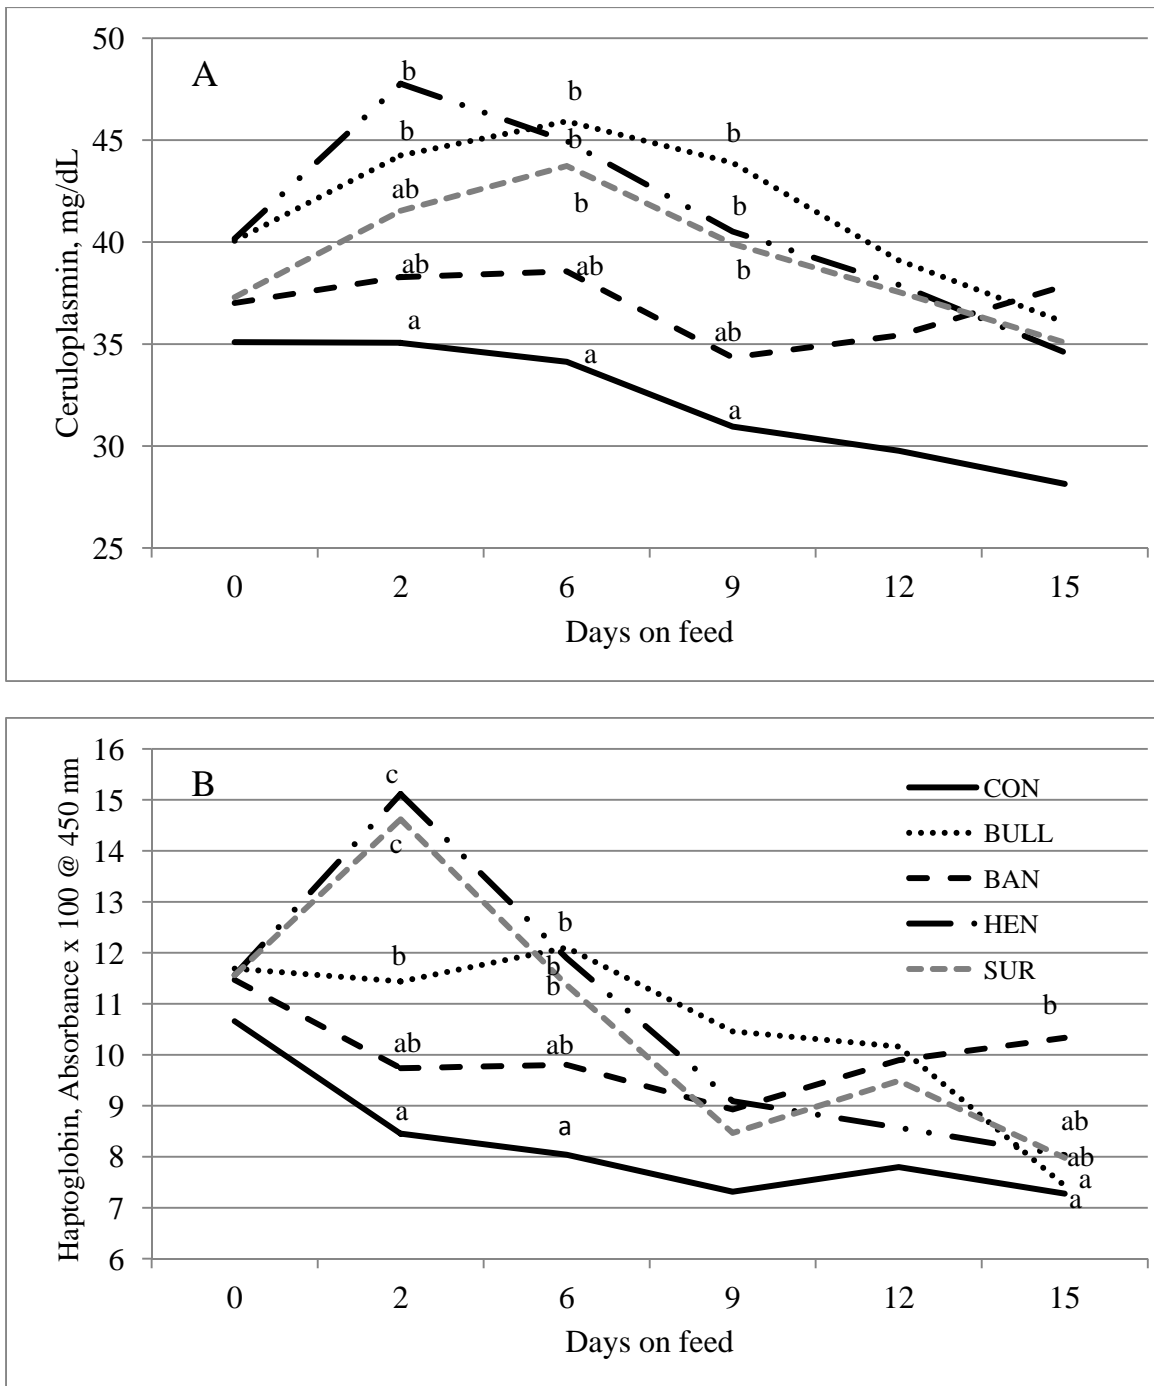 50
A
b
b
45
b
b
b
ab
b
b
40
b
ab
ab
35
a
ab
a
a
30
25
0 2 6 9 12 15
Days on feed
Ceruloplasmin, mg/dL
16
B
c
15
CON
14
c
BULL
13
BAN
12
b
HEN
b
b
SUR
11
b
b
10
ab
ab
9
a
a
ab
8
ab
a
7
a
6
0 2 6 9 12 15
Days on feed
Haptoglobin, Absorbance x 100 @ 450 nm